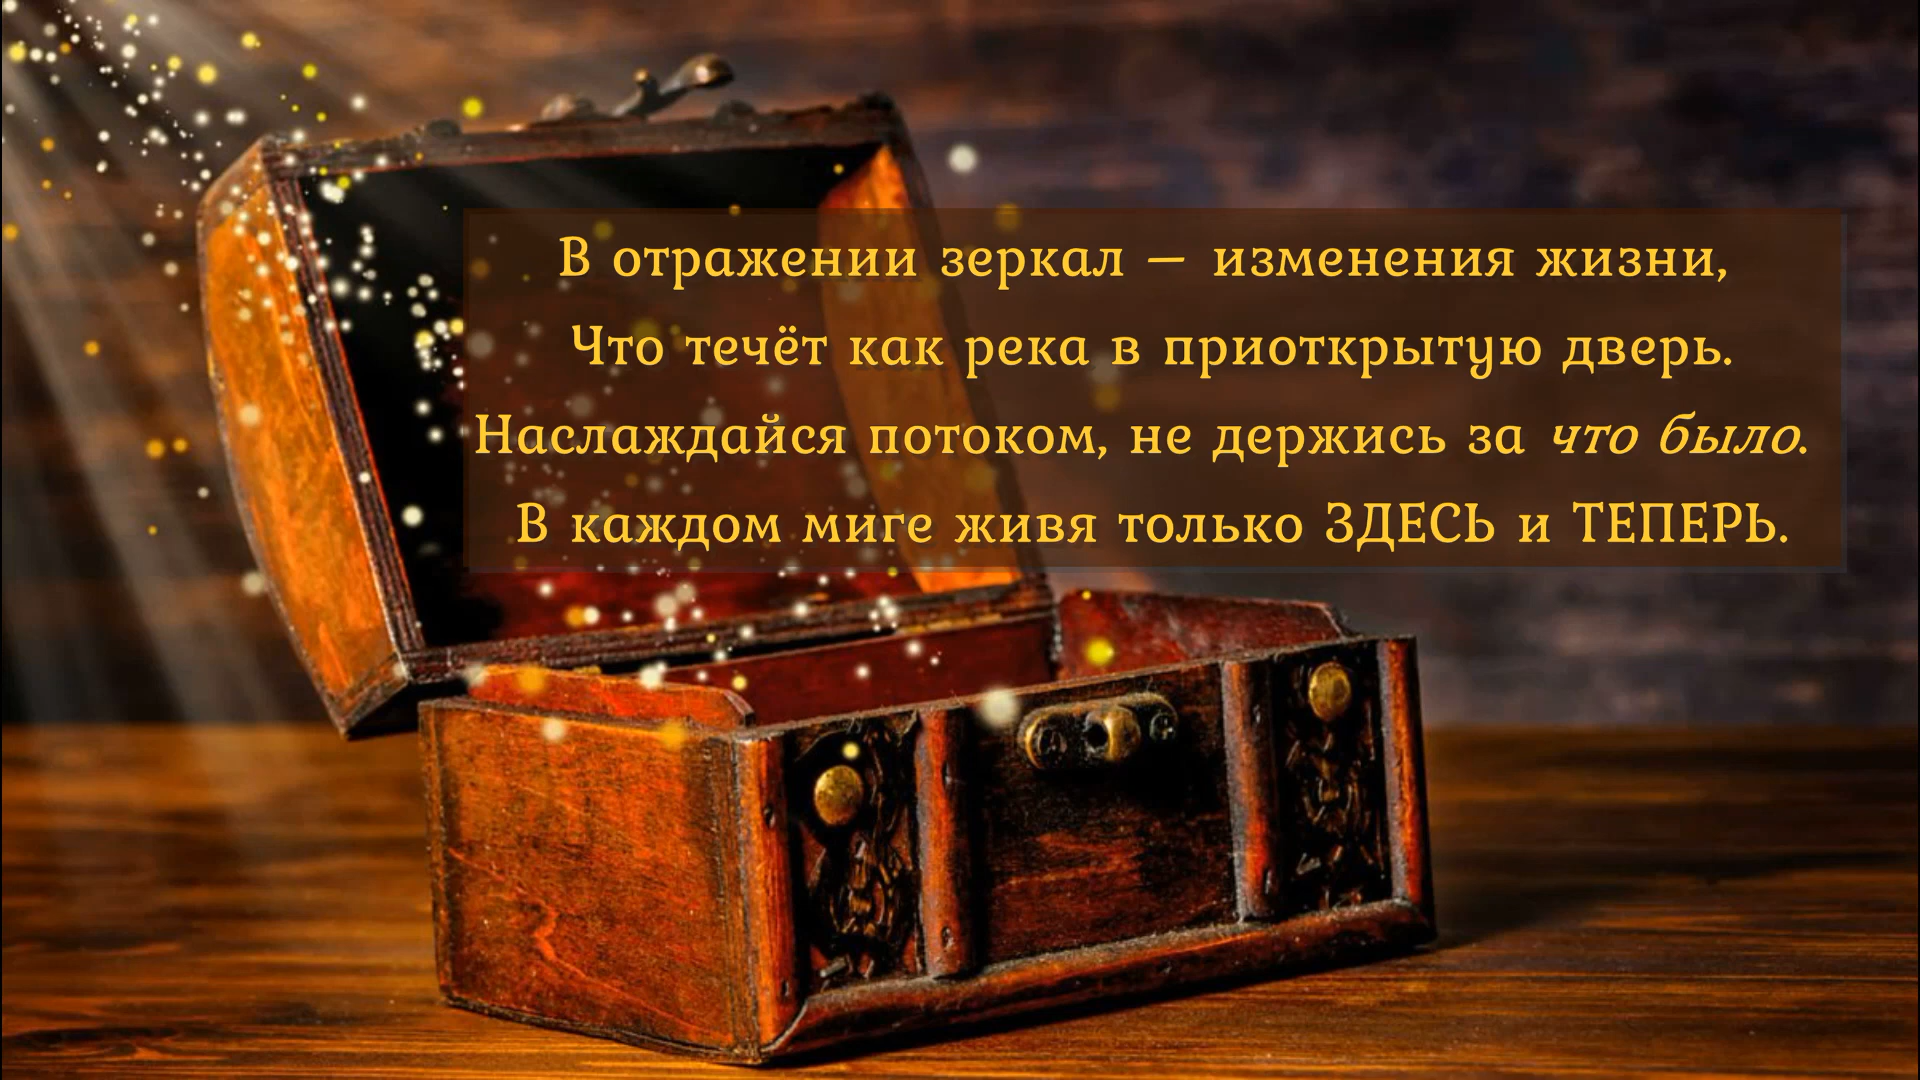 В отражении зеркал – изменения жизни,
Что течёт как река в приоткрытую дверь.
Наслаждайся потоком, не держись за что было.
В каждом миге живя только ЗДЕСЬ и ТЕПЕРЬ.